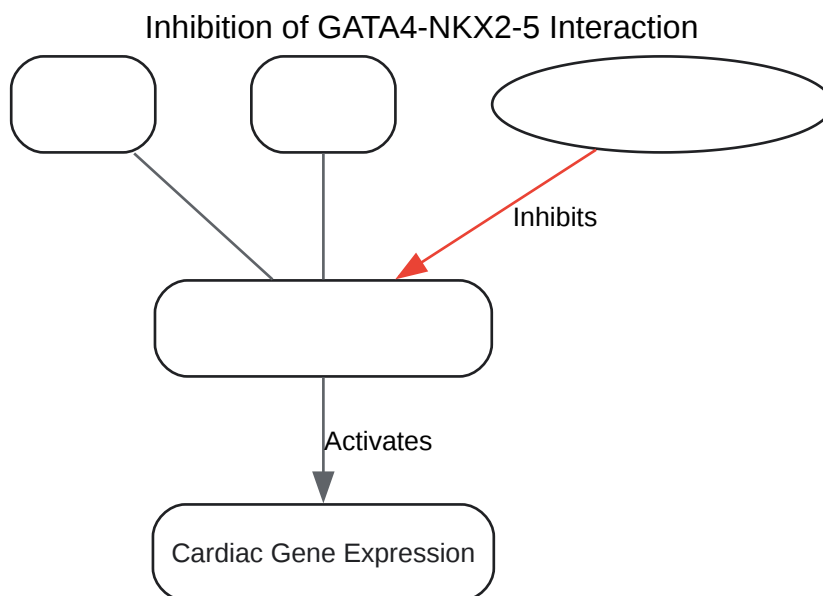 Inhibition of GATA4-NKX2-5 Interaction
Inhibits
Activates
Cardiac Gene Expression